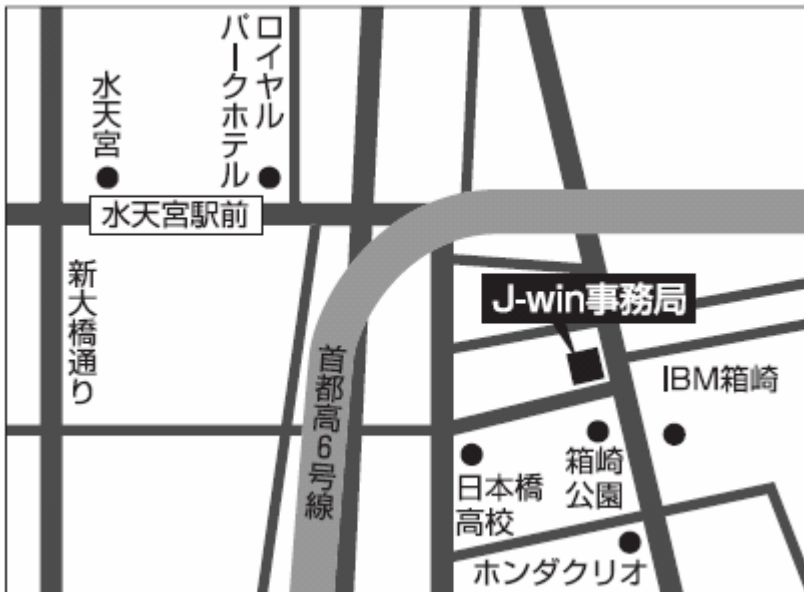 ロイヤル
パークホテル
水天宮
水天宮駅前
新大橋通り
J-win事務局
首都高6号線
IBM箱崎
箱崎
公園
日本橋
高校
ホンダクリオ